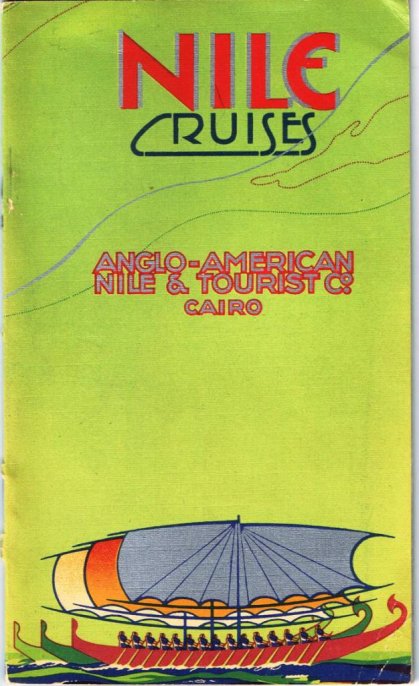 NILE
CRUISES
ANGLO-AMERICAN
NILE & TOURIST Cº.
CAIRO